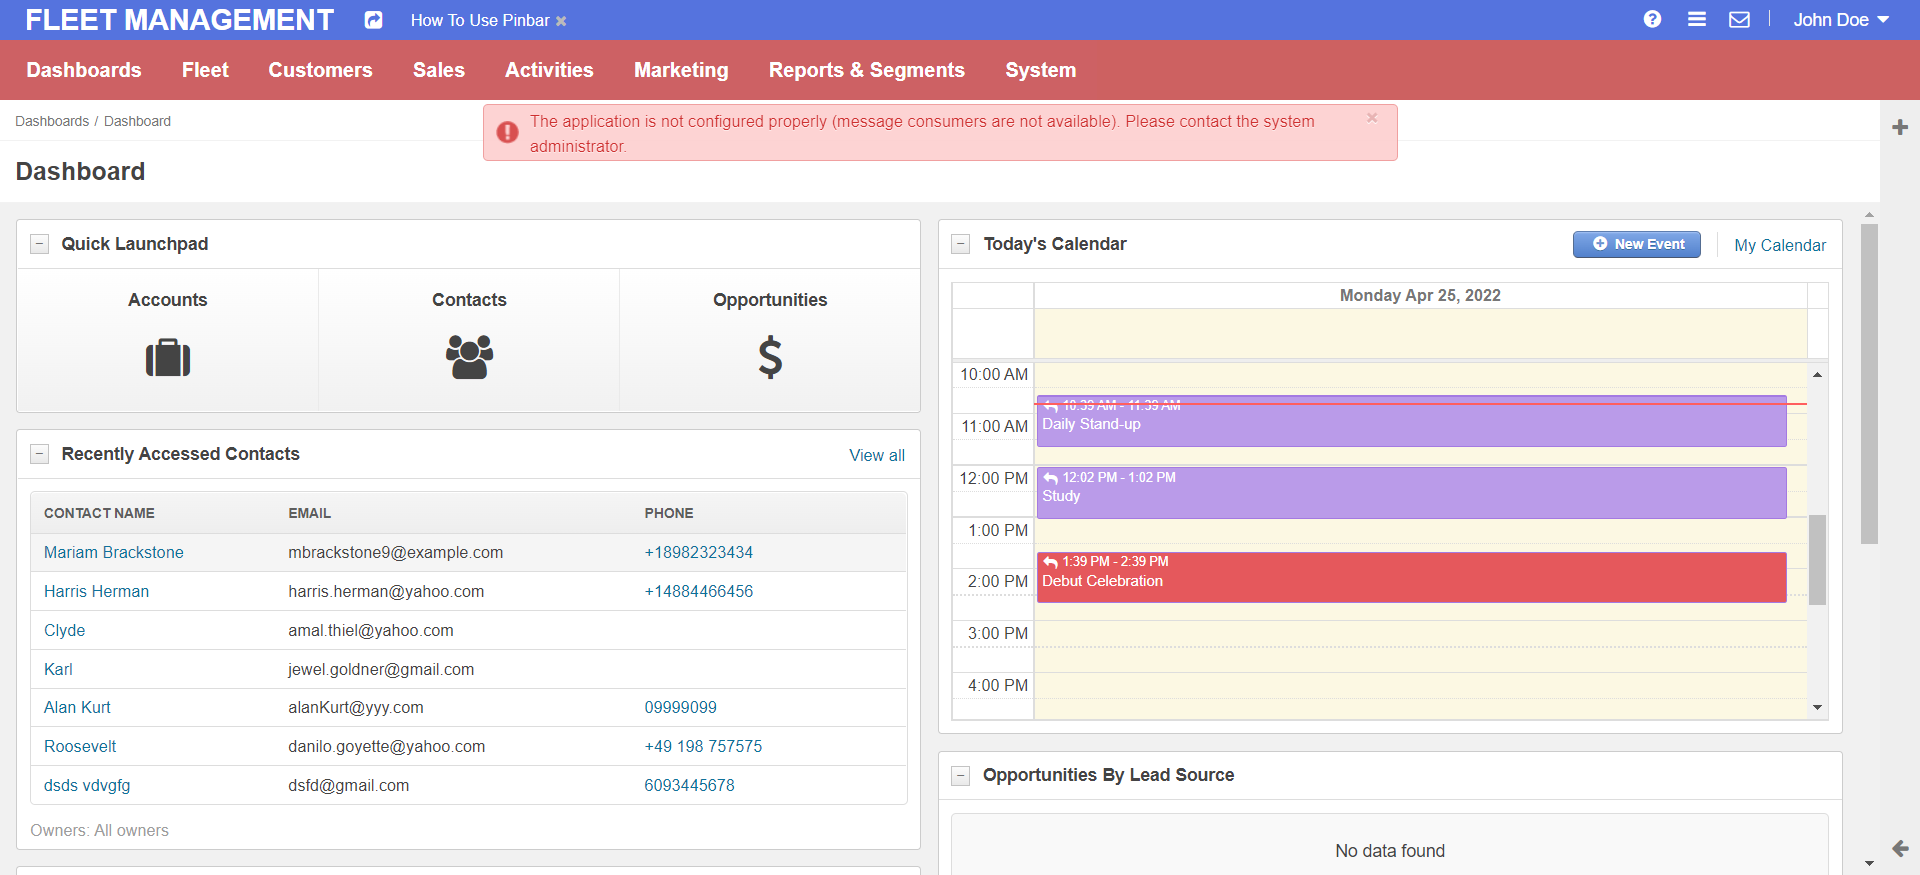 FLEET MANAGEMENT
How To Use Pinbar
John Doe
Dashboards Fleet Customers Sales Activities Marketing Reports & Segments System
Dashboards / Dashboard
The application is not configured properly (message consumers are not available). Please contact the system
administrator.
Dashboard
Quick Launchpad
Accounts Contacts Opportunities
Recently Accessed Contacts View all
CONTACT NAME EMAIL PHONE
Mariam Brackstone mbrackstone9@example.com +18982323434
Harris Herman harris.herman@yahoo.com +14884466456
Clyde amal.thiel@yahoo.com
Karl jewel.goldner@gmail.com
Alan Kurt alanKurt@yyy.com 09999099
Roosevelt danilo.goyette@yahoo.com +49 198 757575
dsds vdvgfg dsfd@gmail.com 6093445678
Owners: All owners
Today's Calendar New Event My Calendar
Monday Apr 25, 2022
10:00 AM
10:39 AM - 11:39 AM
11:00 AM Daily Stand-up
12:00 PM 12:02 PM - 1:02 PM
Study
1:00 PM
1:39 PM - 2:39 PM
2:00 PM Debut Celebration
3:00 PM
4:00 PM
Opportunities By Lead Source
No data found